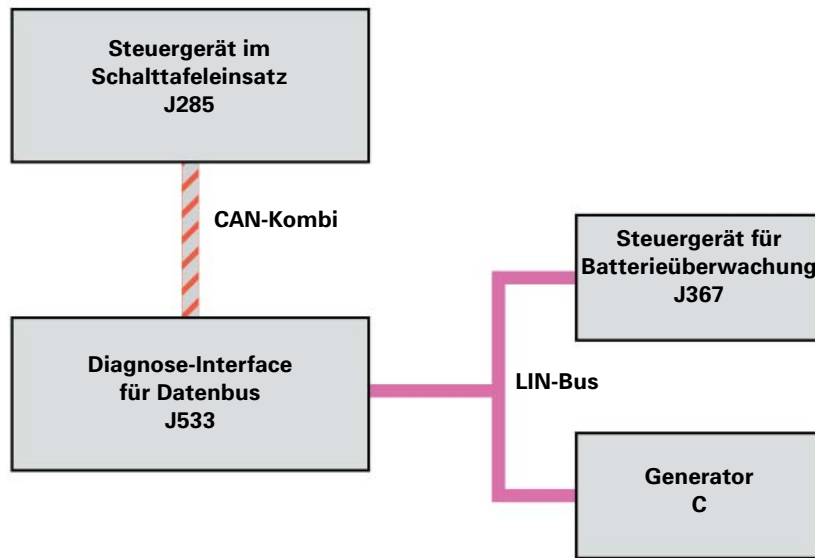 Steuergerät im
Schalttafeleinsatz
J285
CAN-Kombi
Steuergerät für
Batterieüberwachung
J367
Diagnose-Interface
für Datenbus
J533
LIN-Bus
Generator
C